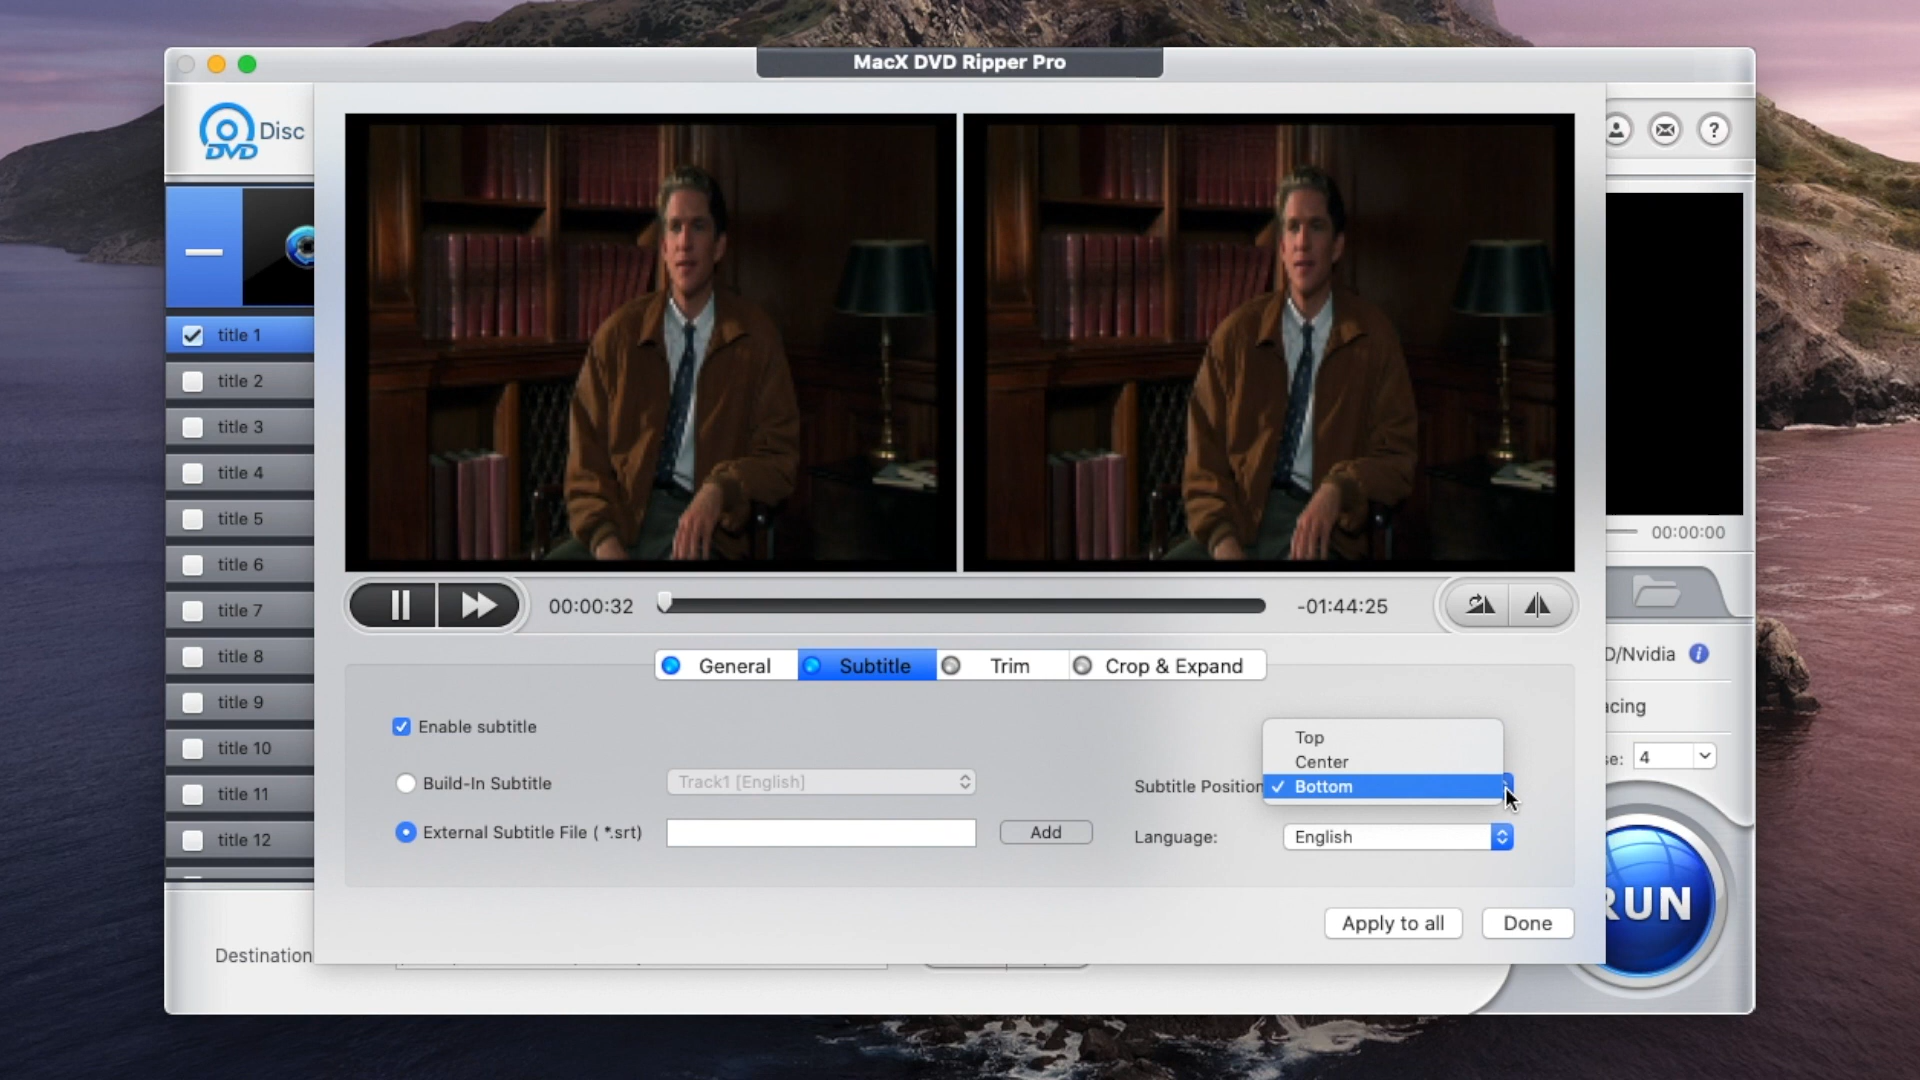 MacX DVD Ripper Pro
DVD
Disc
?
title 1
title 2
title 3
title 4
title 5
title 6
title 7
title 8
title 9
title 10
title 11
title 12
00:00:00
00:00:32
-01:44:25
General
Subtitle
Trim
Crop & Expand
D/Nvidia
i
acing
Enable subtitle
Top
Center
Bottom
se: 4
Build-In Subtitle
Track1 [English]
Subtitle Position
External Subtitle File ( *.srt)
Add
Language:
English
RUN
Apply to all
Done
Destination